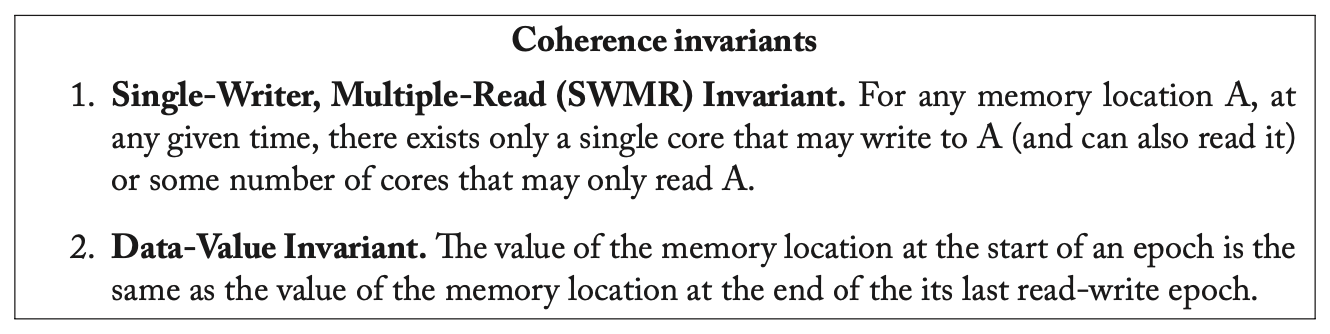 Coherence invariants
1. Single-Writer, Multiple-Read (SWMR) Invariant. For any memory location A, at
any given time, there exists only a single core that may write to A (and can also read it)
or some number of cores that may only read A.
2. Data-Value Invariant. The value of the memory location at the start of an epoch is the
same as the value of the memory location at the end of the its last read-write epoch.